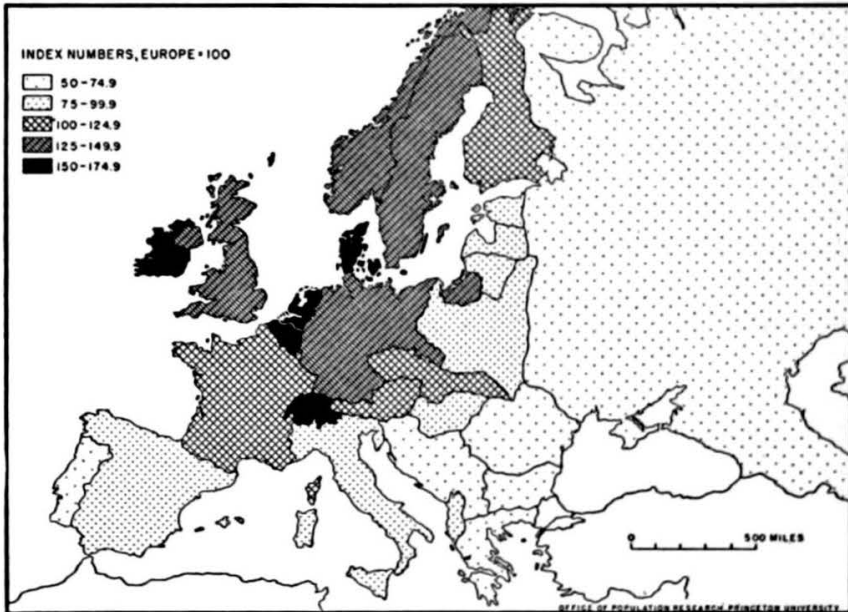 INDEX NUMBERS, EUROPE = 100
50-74.9
75-99.9
100-124.9
125-149.9
150-174.9
0 500 MILES
OFFICE OF POPULATION RESEARCH, PRINCETON UNIVERSITY